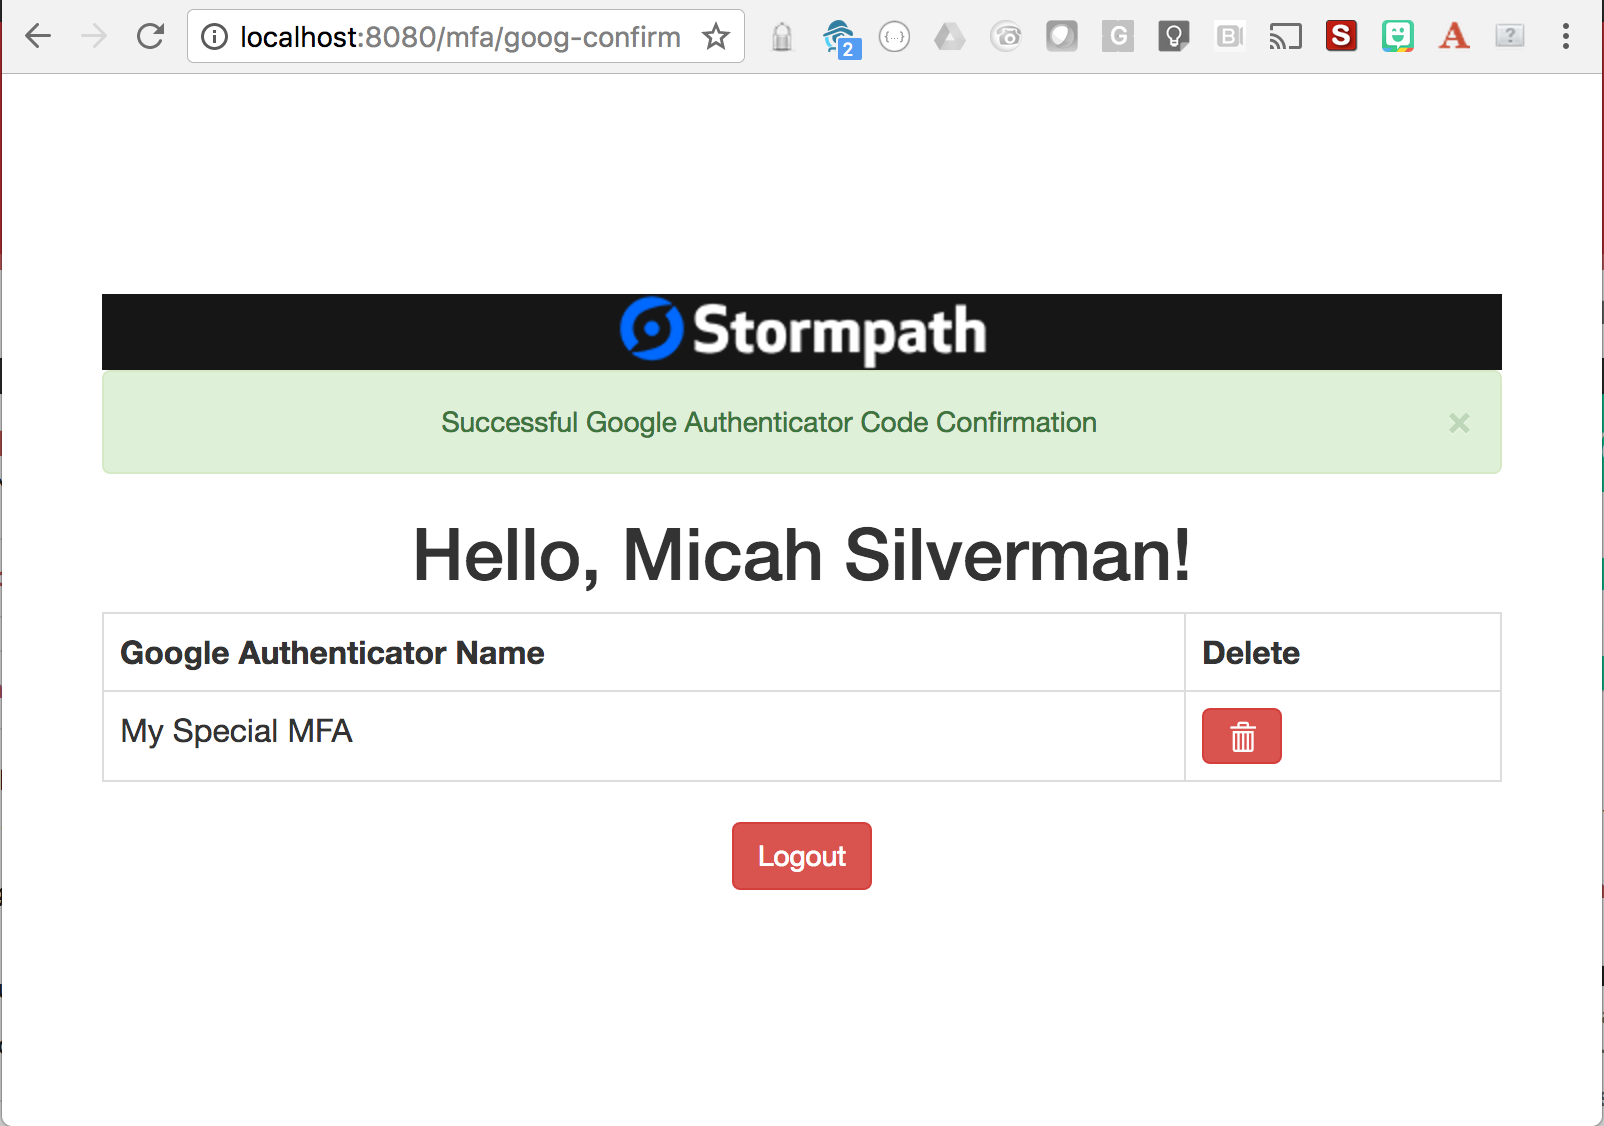 localhost:8080/mfa/goog-confirm
2
{...}
G
B
S
A
?
Stormpath
Successful Google Authenticator Code Confirmation
×
Hello, Micah Silverman!
Google Authenticator Name Delete
My Special MFA
Logout